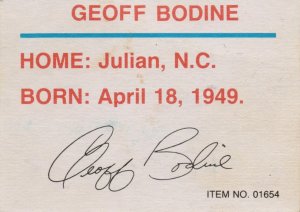 GEOFF BODINE
HOME: Julian, N.C.
BORN: April 18, 1949.
Geoff Bodine
ITEM NO. 01654